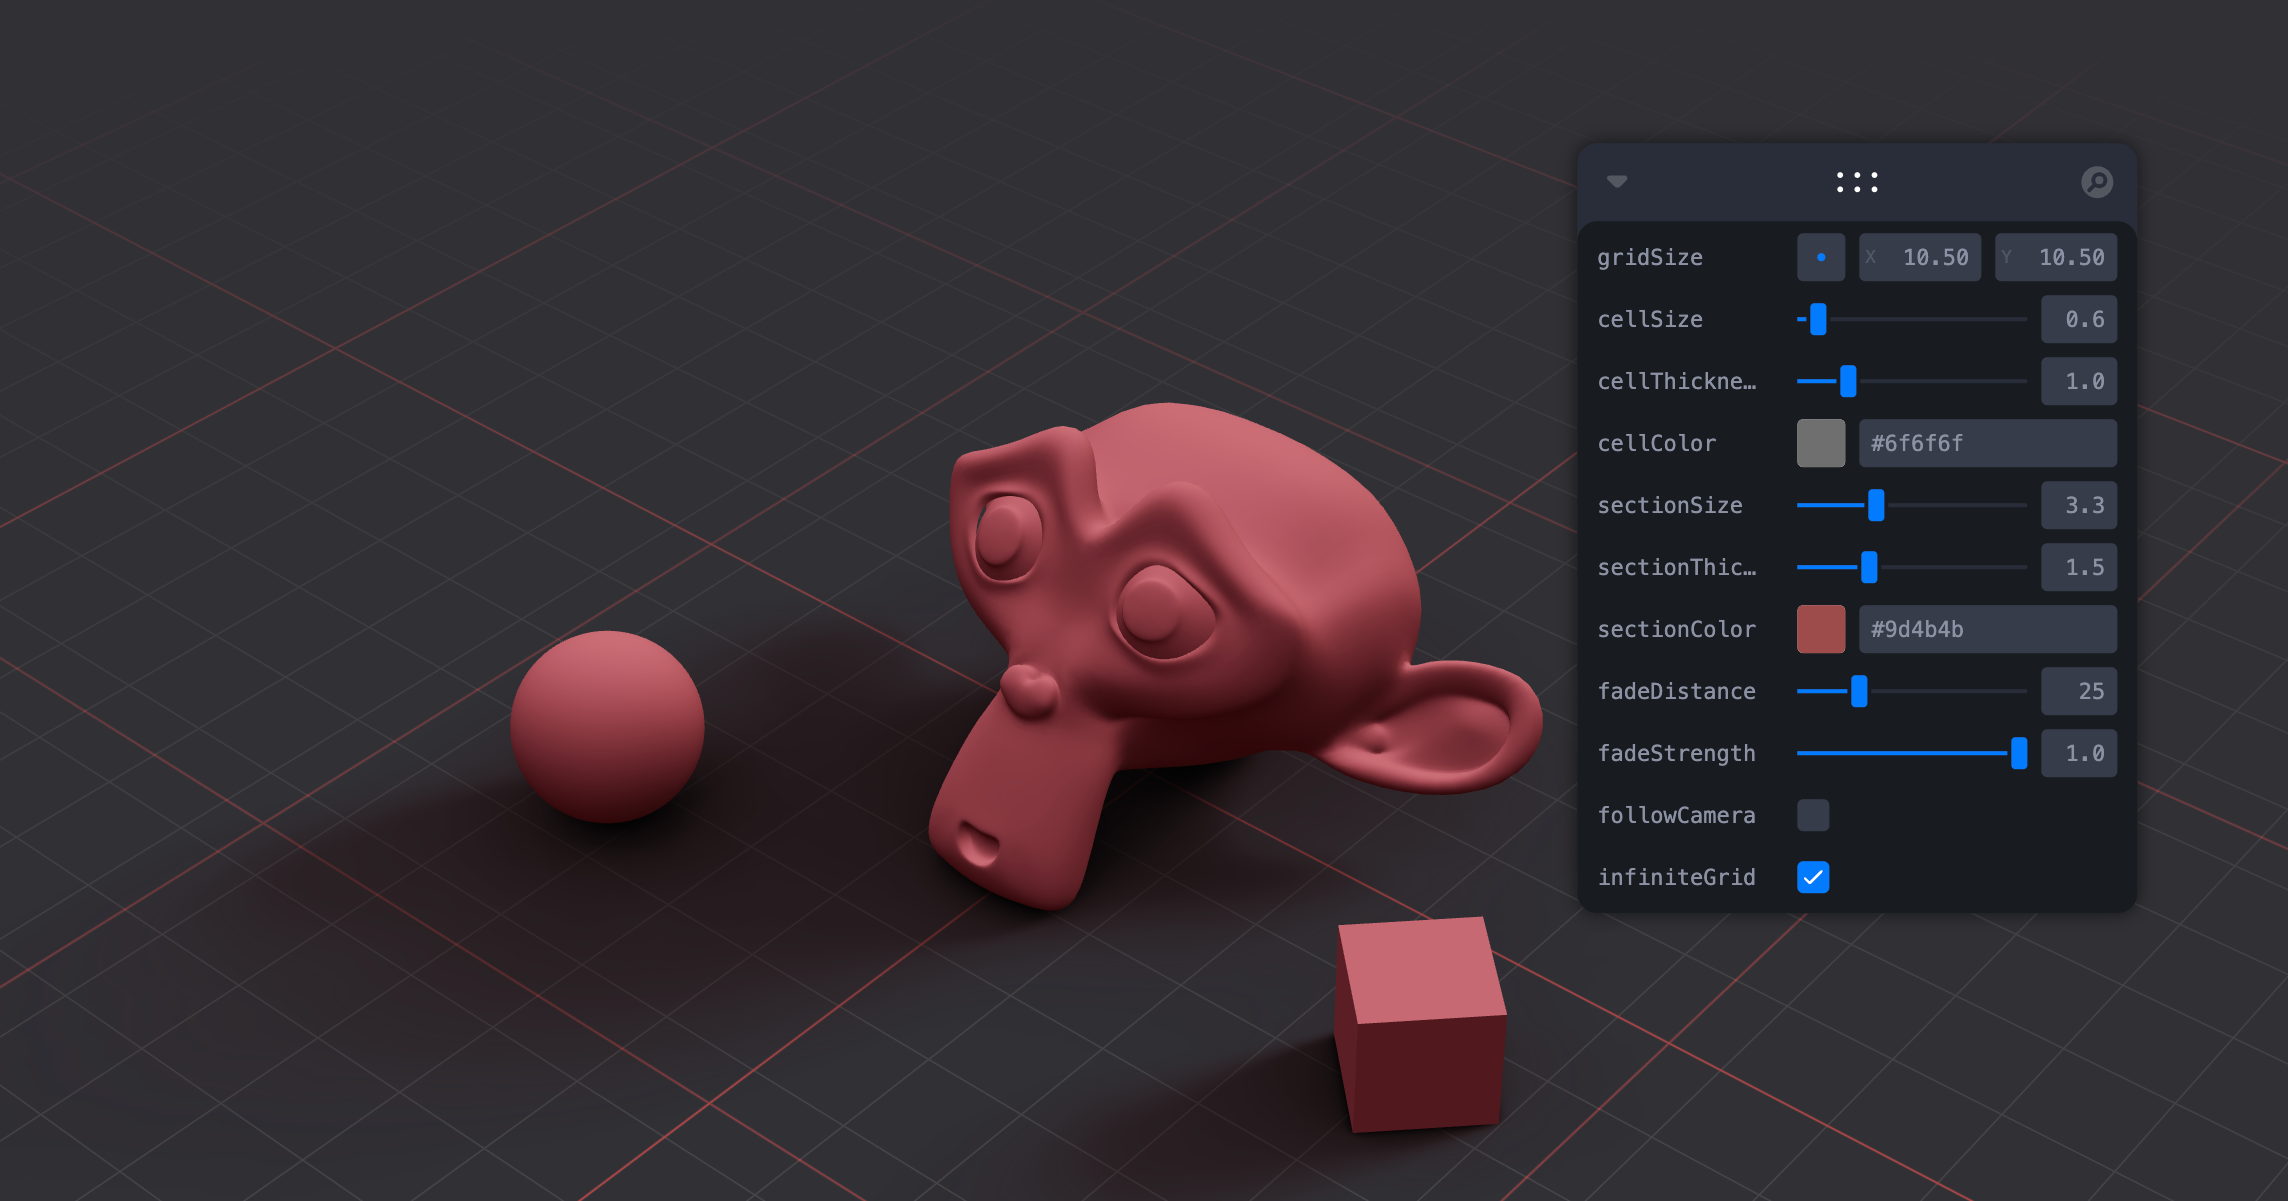 gridSize X 10.50 Y 10.50
cellSize 0.6
cellThickne… 1.0
cellColor #6f6f6f
sectionSize 3.3
sectionThic… 1.5
sectionColor #9d4b4b
fadeDistance 25
fadeStrength 1.0
followCamera
infiniteGrid